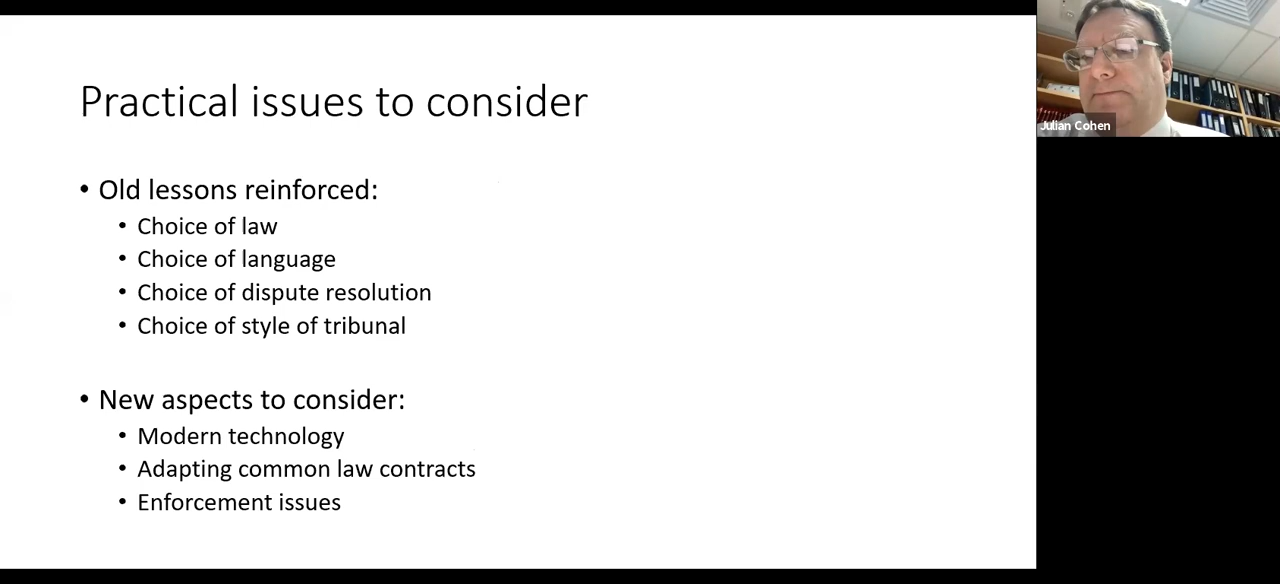 Practical issues to consider
• Old lessons reinforced:
• Choice of law
• Choice of language
• Choice of dispute resolution
• Choice of style of tribunal
• New aspects to consider:
• Modern technology
• Adapting common law contracts
• Enforcement issues
Julian Cohen